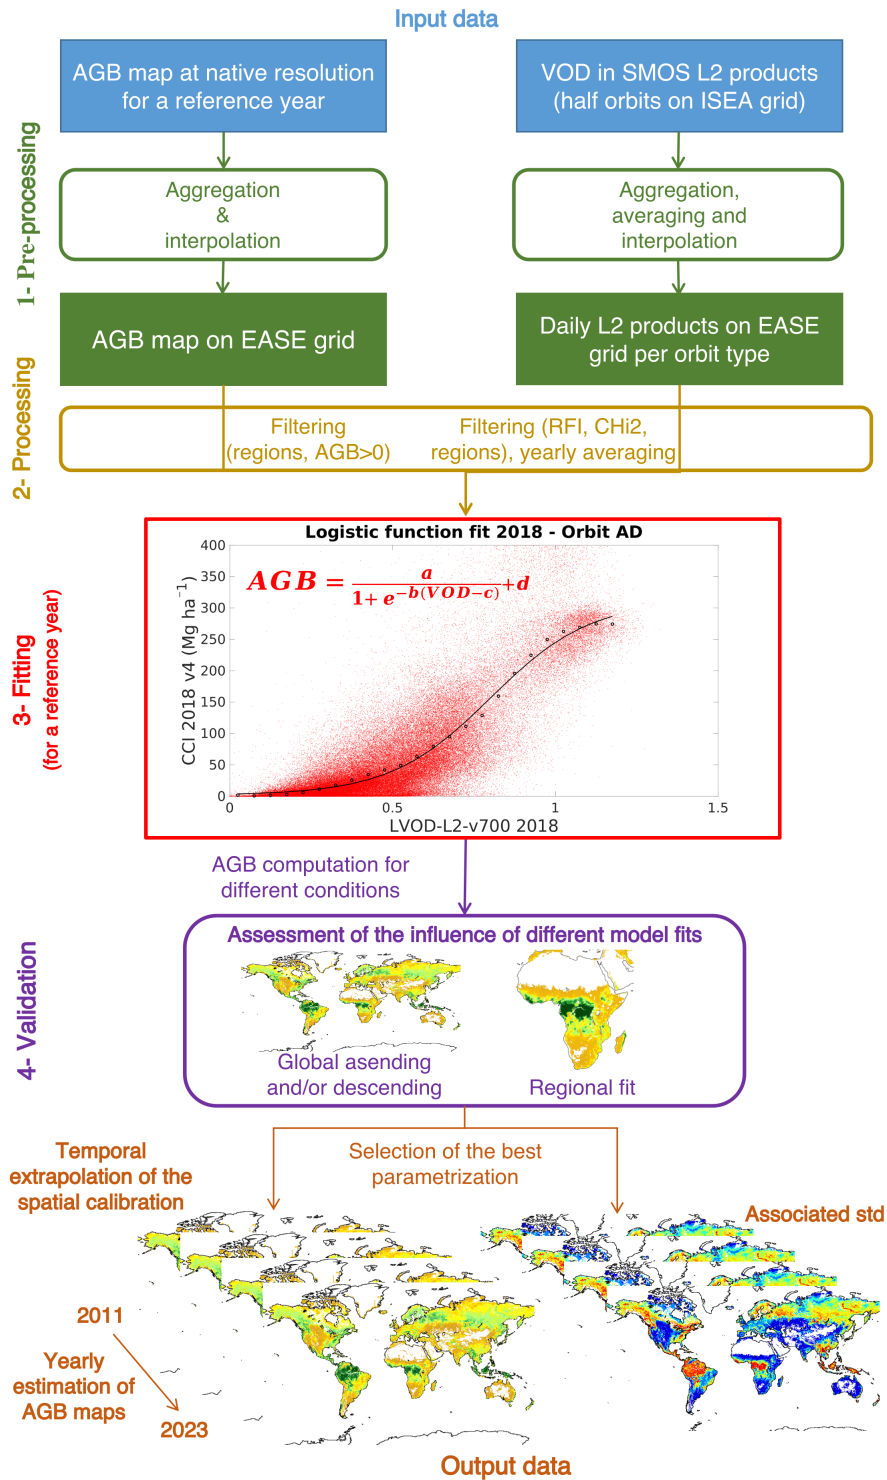 Input data
AGB map at native resolution
for a reference year
VOD in SMOS L2 products
(half orbits on ISEA grid)
1- Pre-processing
Aggregation
&
interpolation
Aggregation,
averaging and
interpolation
AGB map on EASE grid
Daily L2 products on EASE
grid per orbit type
2- Processing
Filtering
(regions, AGB>0)
Filtering (RFI, CHi2,
regions), yearly averaging
3- Fitting
(for a reference year)
Logistic function fit 2018 - Orbit AD
AGB = a / (1+ e^−b(VOD−c)) + d
CCI 2018 v4 (Mg ha⁻¹)
400
350
300
250
200
150
100
50
0
0 0.5 1 1.5
LVOD-L2-v700 2018
AGB computation for
different conditions
4- Validation
Assessment of the influence of different model fits
Global asending
and/or descending
Regional fit
Temporal
extrapolation of the
spatial calibration
Selection of the best
parametrization
Associated std
2011
Yearly
estimation of
AGB maps
2023
Output data